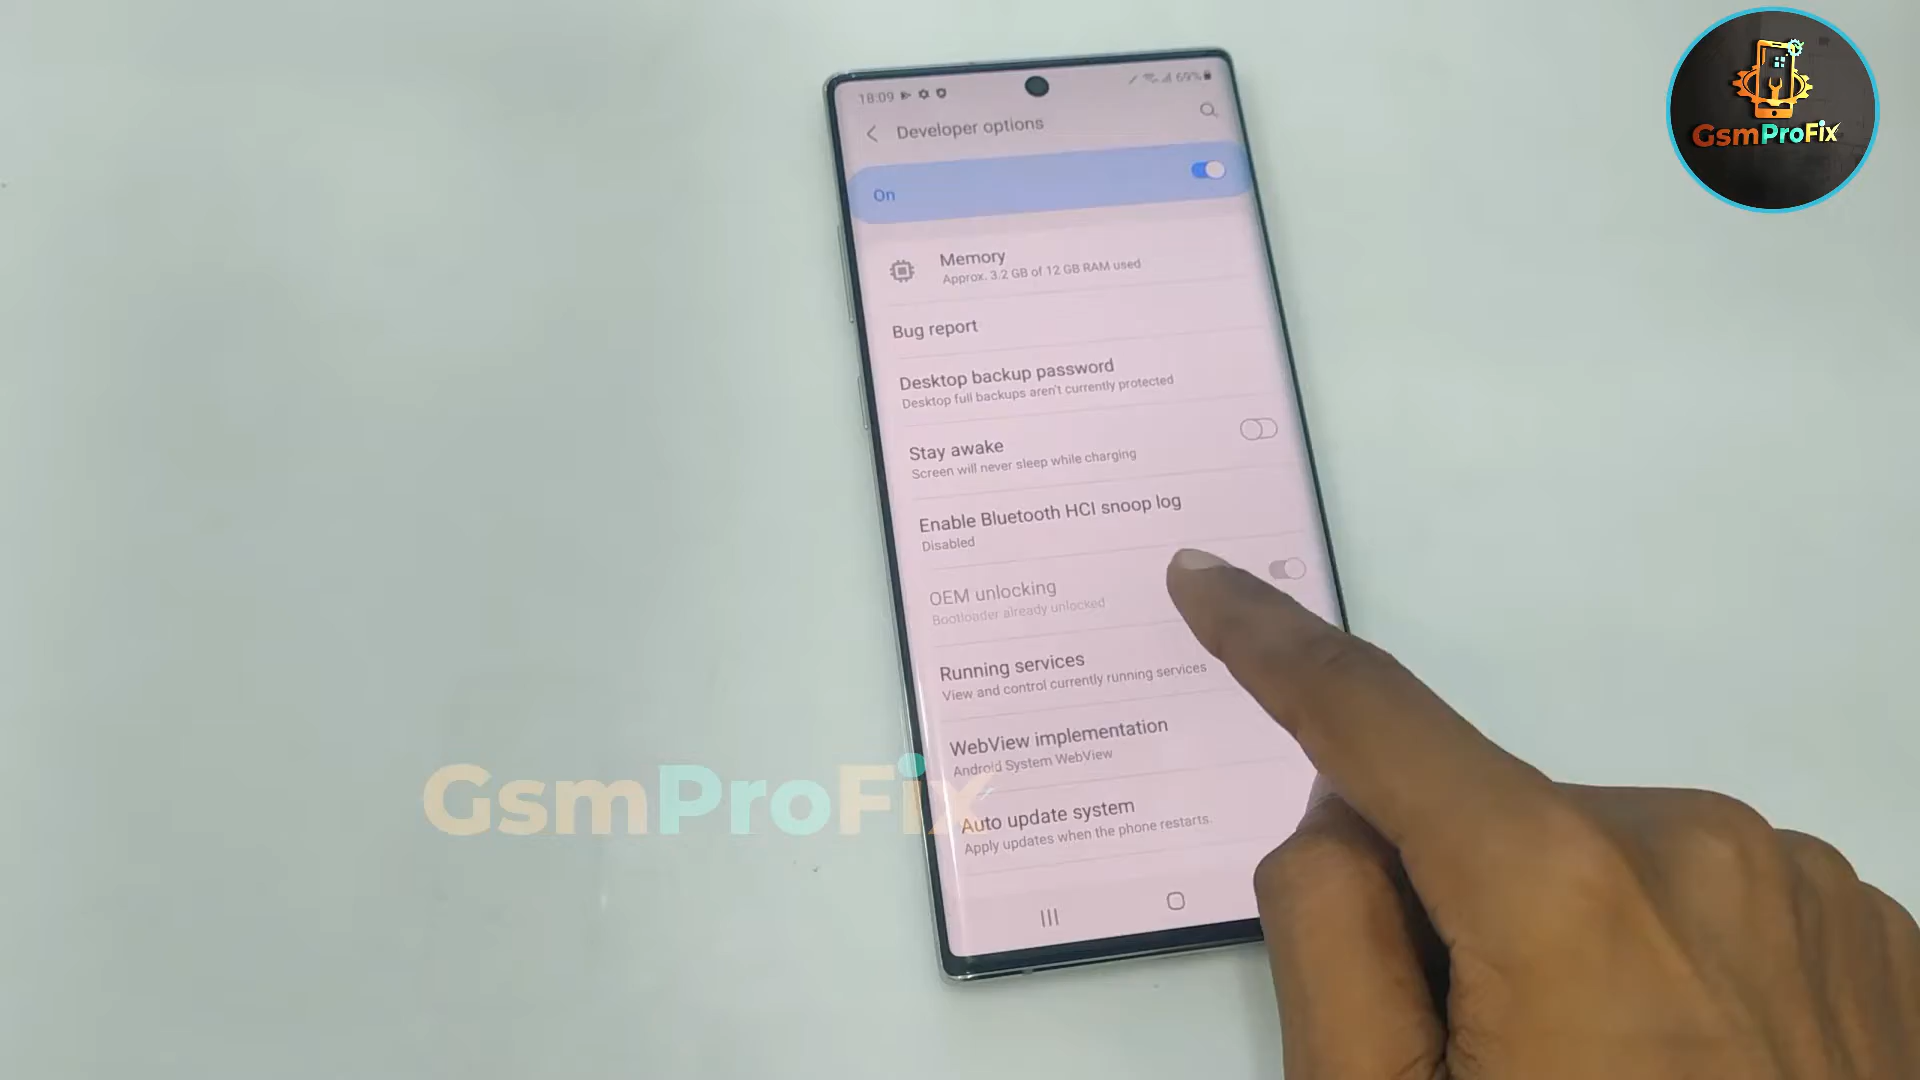 GsmProFix
18:09
69%
Developer options
On
Memory
Approx. 3.2 GB of 12 GB RAM used
Bug report
Desktop backup password
Desktop full backups aren't currently protected
Stay awake
Screen will never sleep while charging
Enable Bluetooth HCI snoop log
Disabled
OEM unlocking
Bootloader already unlocked
Running services
View and control currently running services
WebView implementation
Android System WebView
GsmProFix
Auto update system
Apply updates when the phone restarts.